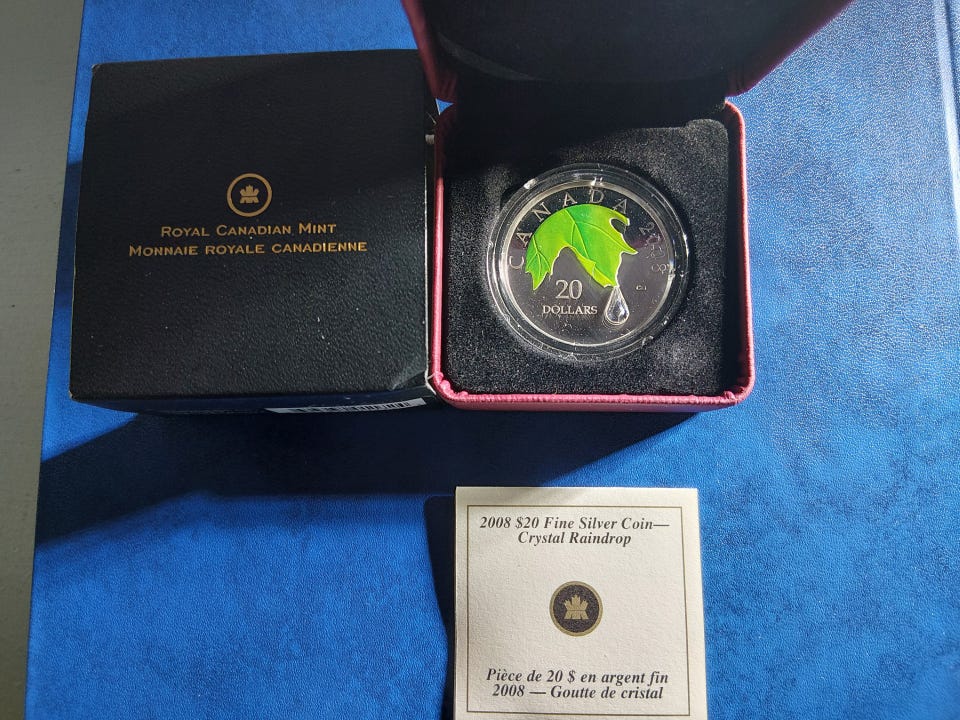 ROYAL CANADIAN MINT
MONNAIE ROYALE CANADIENNE
CANADA 2008
20
DOLLARS
2008 $20 Fine Silver Coin—
Crystal Raindrop
Pièce de 20 $ en argent fin
2008 — Goutte de cristal